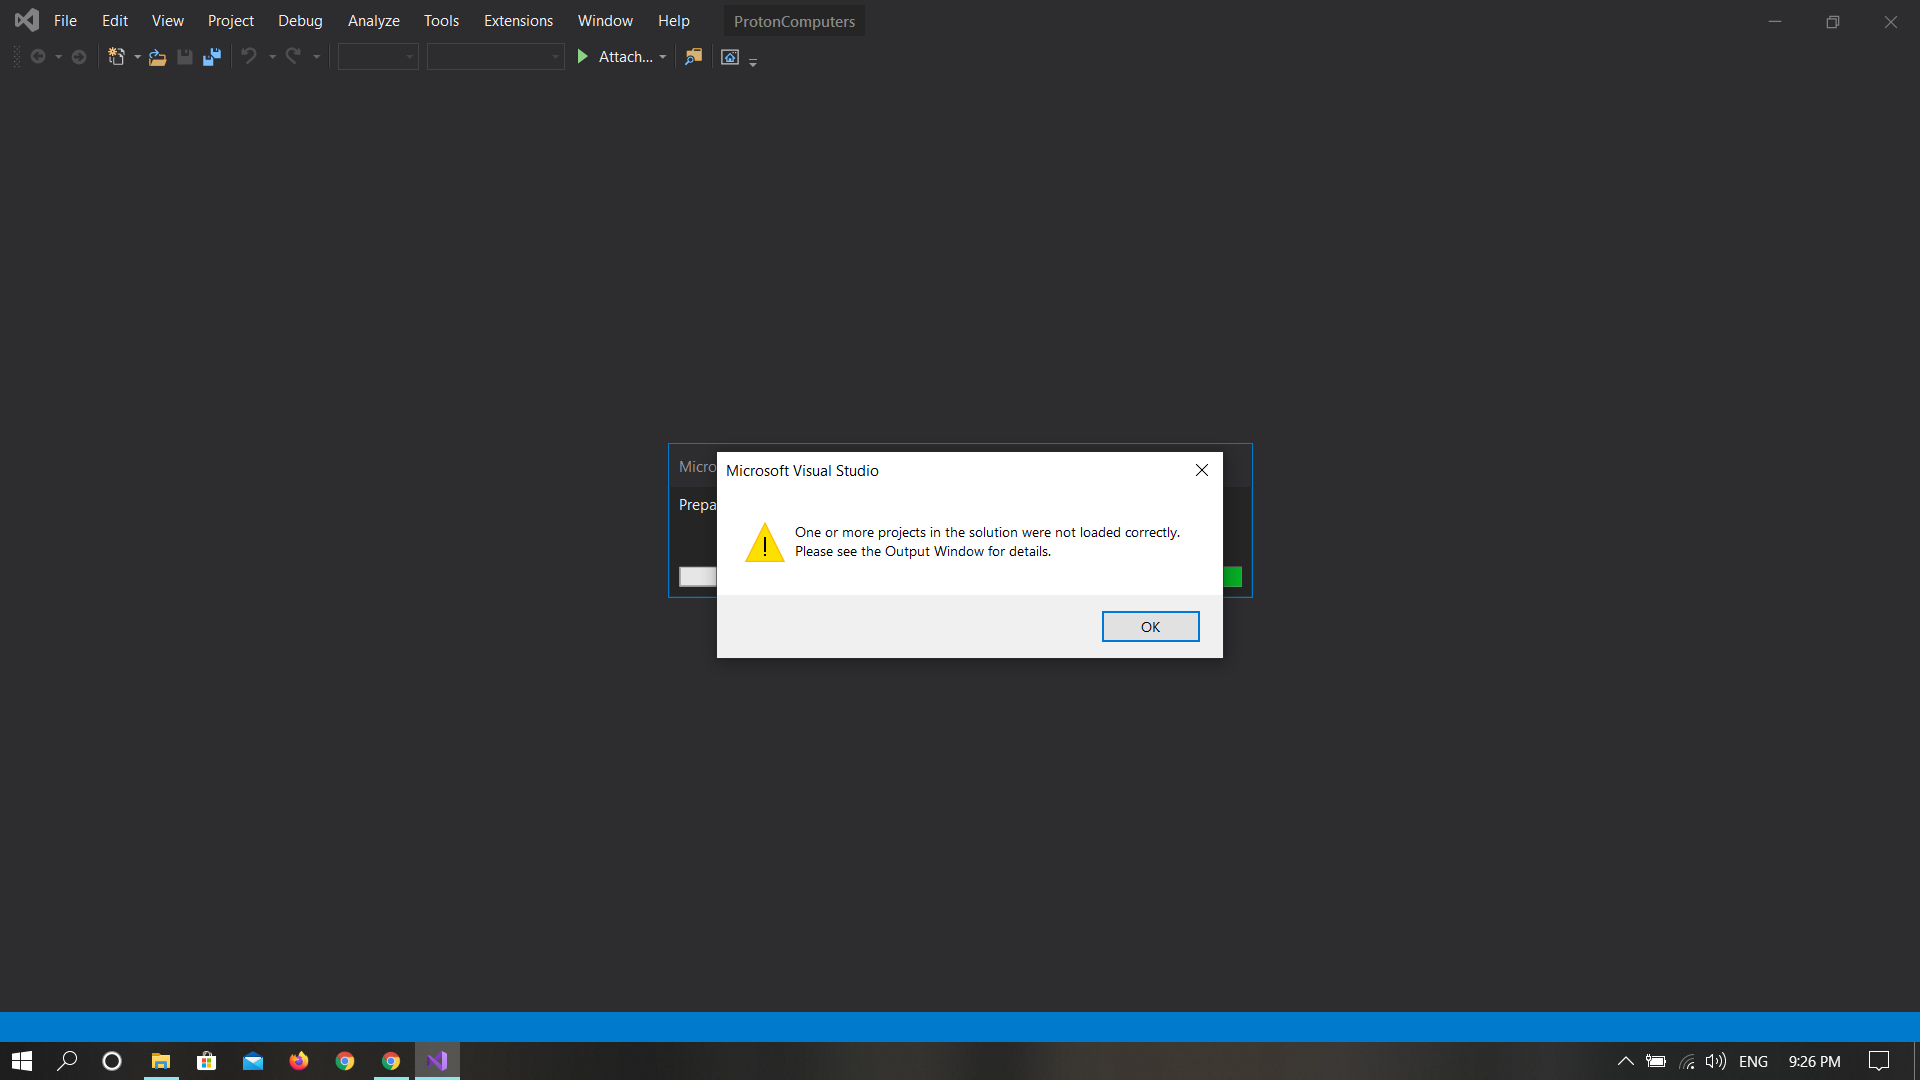 File Edit View Project Debug Analyze Tools Extensions Window Help ProtonComputers
Attach...
Micro
Microsoft Visual Studio
Prepa
One or more projects in the solution were not loaded correctly.
Please see the Output Window for details.
OK
ENG 9:26 PM